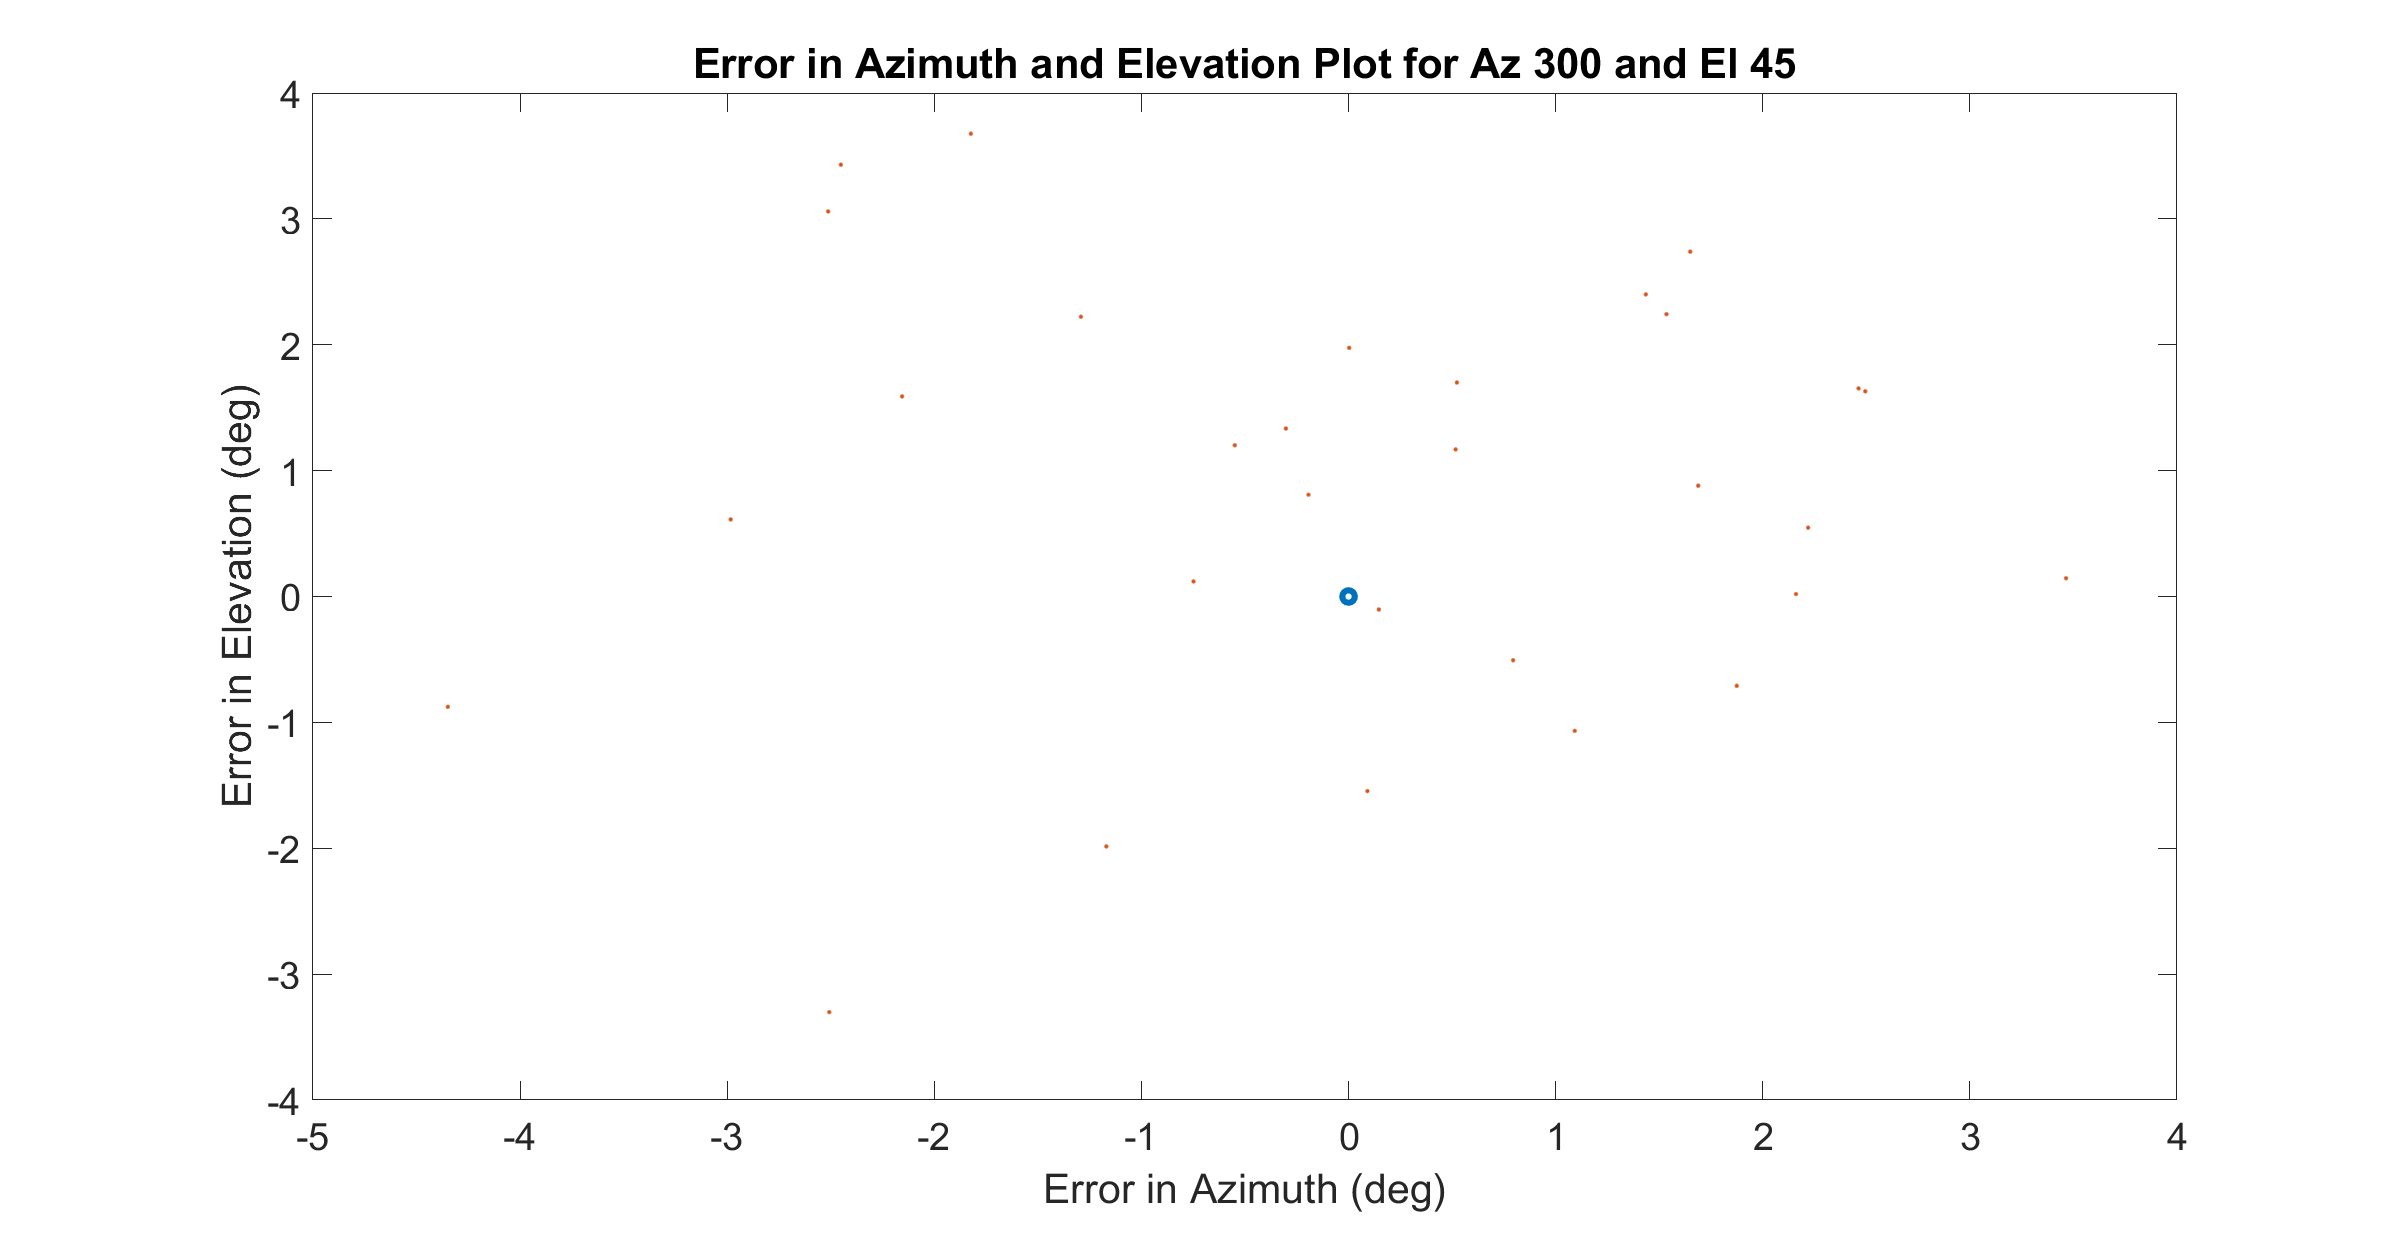 Error in Azimuth and Elevation Plot for Az 300 and El 45
4
3
2
1
0
-1
-2
-3
-4
Error in Elevation (deg)
-5 -4 -3 -2 -1 0 1 2 3 4
Error in Azimuth (deg)